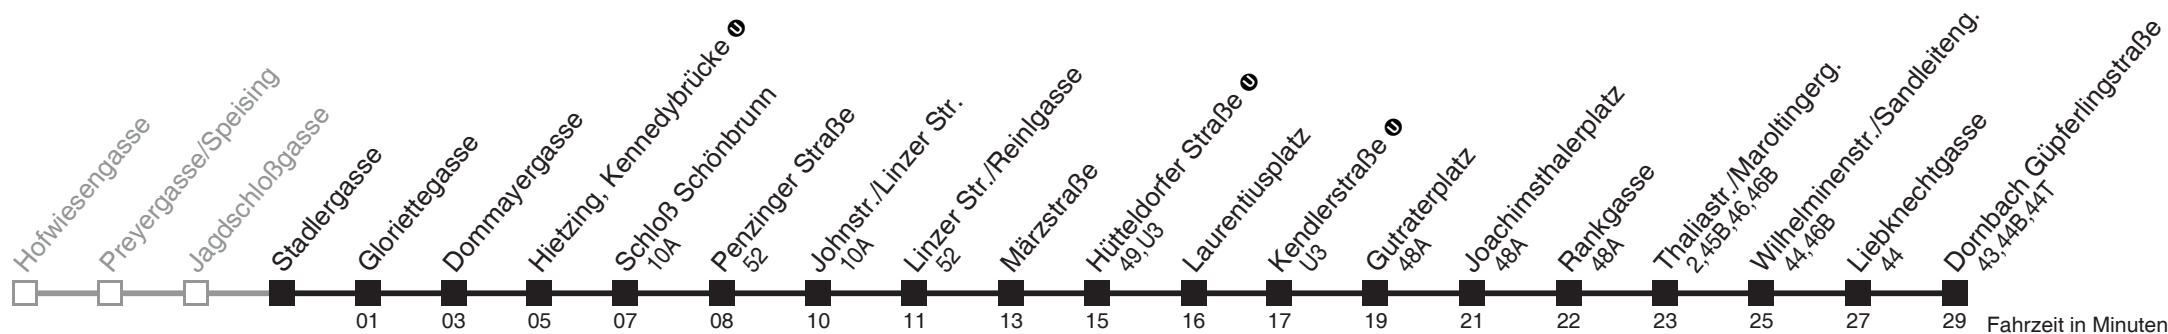 Hofwiesengasse
Preyergasse/Speising
Jagdschloßgasse
Stadlergasse
Gloriettegasse
Dommayergasse
Hietzing, Kennedybrücke U
Schloß Schönbrunn
10A
Penzinger Straße
52
Johnstr./Linzer Str.
10A
Linzer Str./Reinlgasse
52
Märzstraße
Hütteldorfer Straße U
49,U3
Laurentiusplatz
Kendlerstraße U
U3
Gutraterplatz
48A
Joachimsthalerplatz
48A
Rankgasse
48A
Thaliastr./Maroltingerg.
2,45B,46,46B
Wilhelminenstr./Sandleiteng.
44,46B
Liebknechtgasse
44
Dornbach Güpferlingstraße
43,44B,44T
01 03 05 07 08 10 11 13 15 16 17 19 21 22 23 25 27 29 Fahrzeit in Minuten